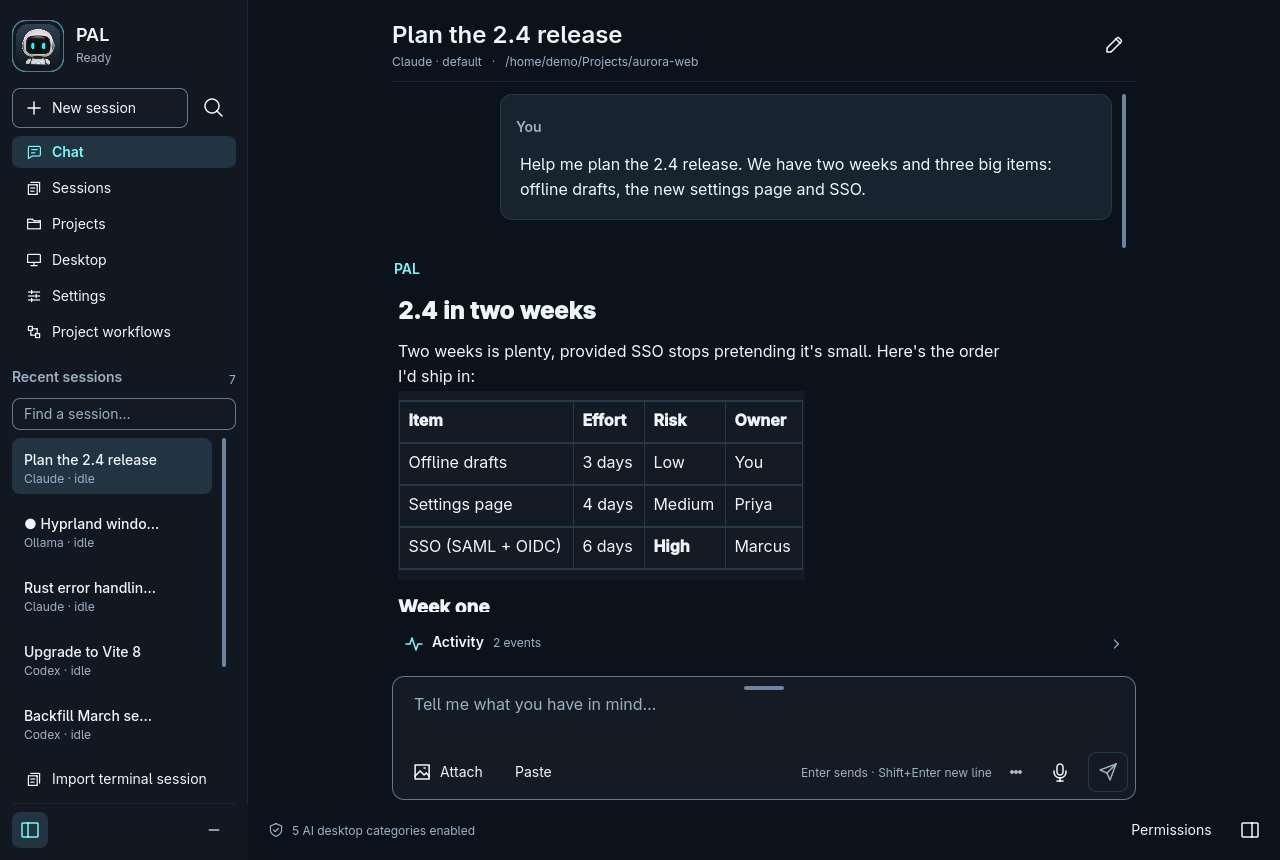 PAL
Ready
New session
Chat
Sessions
Projects
Desktop
Settings
Project workflows
Recent sessions 7
Find a session...
Plan the 2.4 release
Claude · idle
● Hyprland windo...
Ollama · idle
Rust error handlin...
Claude · idle
Upgrade to Vite 8
Codex · idle
Backfill March se...
Codex · idle
Import terminal session
Plan the 2.4 release
Claude · default · /home/demo/Projects/aurora-web
You
Help me plan the 2.4 release. We have two weeks and three big items:
offline drafts, the new settings page and SSO.
PAL
2.4 in two weeks
Two weeks is plenty, provided SSO stops pretending it's small. Here's the order
I'd ship in:
Item Effort Risk Owner
Offline drafts 3 days Low You
Settings page 4 days Medium Priya
SSO (SAML + OIDC) 6 days High Marcus
Week one
Activity 2 events
Tell me what you have in mind...
Attach Paste Enter sends · Shift+Enter new line
5 AI desktop categories enabled
Permissions